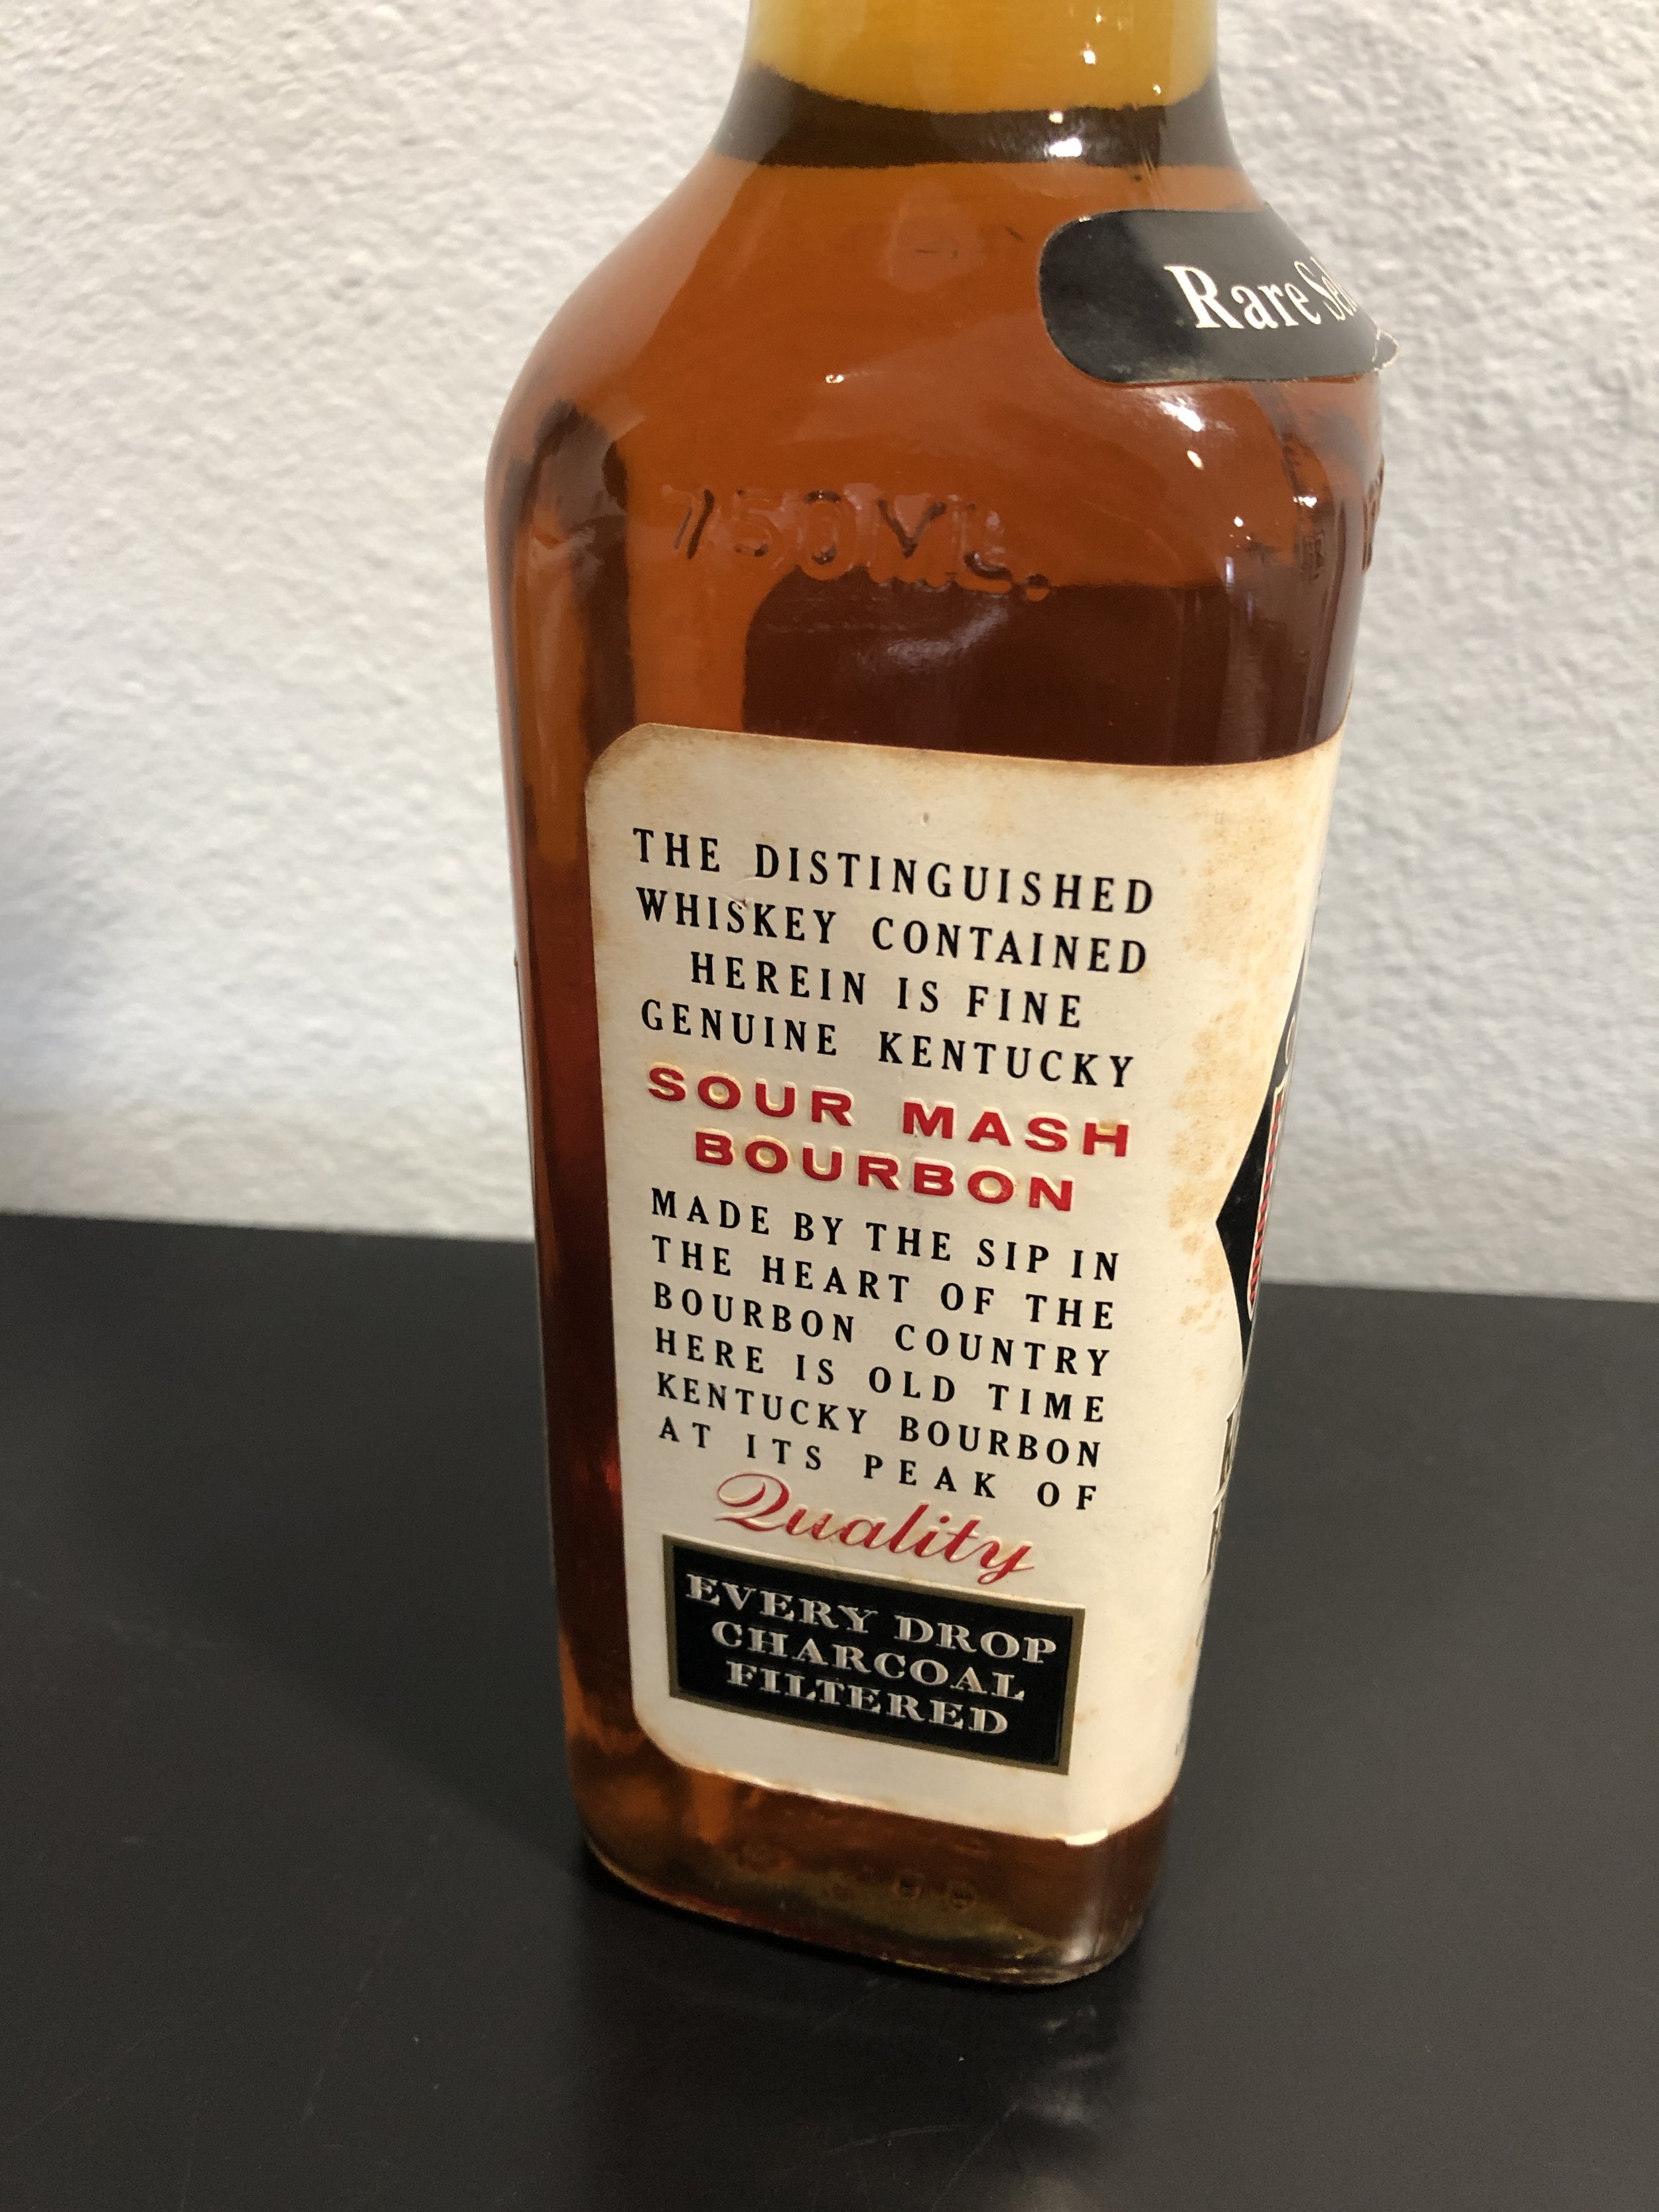 Rare
750ML.
THE DISTINGUISHED
WHISKEY CONTAINED
HEREIN IS FINE
GENUINE KENTUCKY
SOUR MASH
BOURBON
MADE BY THE SIP IN
THE HEART OF THE
BOURBON COUNTRY
HERE IS OLD TIME
KENTUCKY BOURBON
AT ITS PEAK OF
Quality
EVERY DROP
CHARCOAL
FILTERED